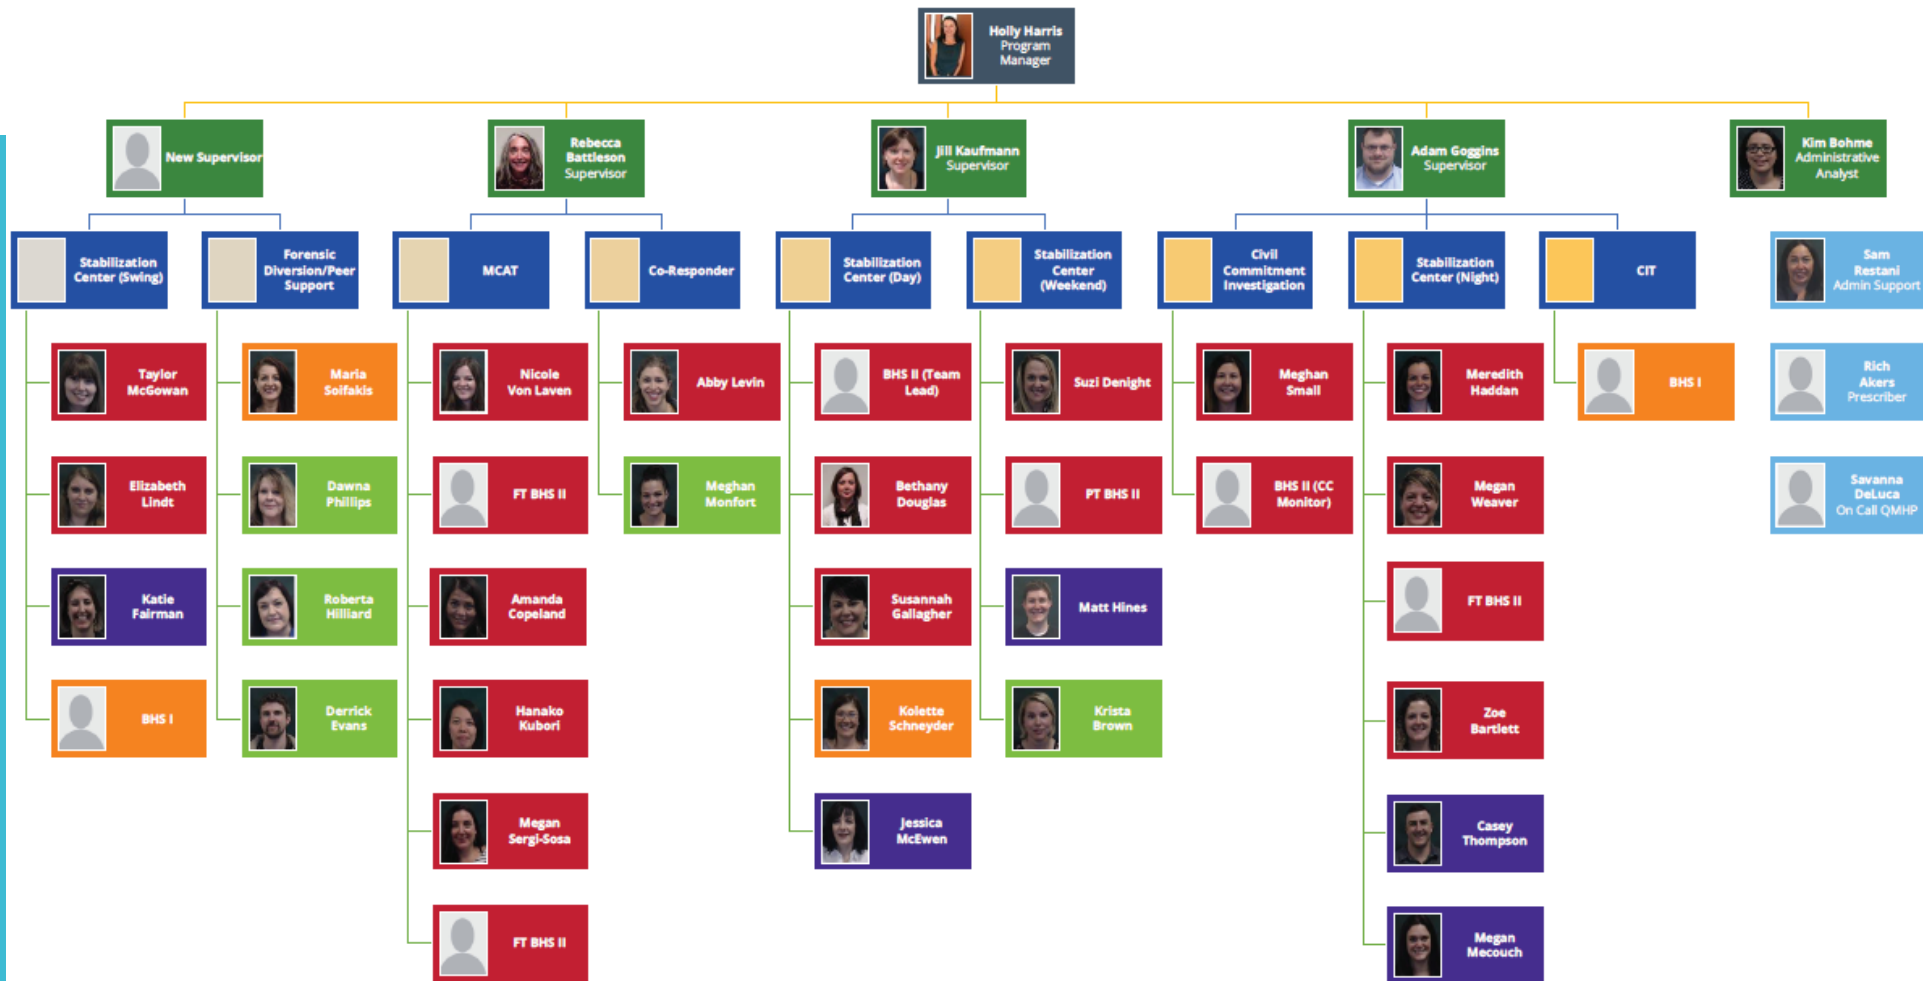 Holly Harris
Program
Manager
New Supervisor
Rebecca
Battleson
Supervisor
Jill Kaufmann
Supervisor
Adam Goggins
Supervisor
Kim Bohme
Administrative
Analyst
Stabilization
Center (Swing)
Forensic
Diversion/Peer
Support
MCAT
Co-Responder
Stabilization
Center (Day)
Stabilization
Center
(Weekend)
Civil
Commitment
Investigation
Stabilization
Center (Night)
CIT
Sam
Restani
Admin Support
Taylor
McGowan
Maria
Solfakis
Nicole
Von Laven
Abby Levin
BHS II (Team
Lead)
Suzi Denight
Meghan
Small
Meredith
Haddan
BHS I
Rich
Akers
Prescriber
Elizabeth
Lindt
Dawna
Phillips
FT BHS II
Meghan
Monfort
Bethany
Douglas
PT BHS II
BHS II (CC
Monitor)
Megan
Weaver
Savanna
DeLuca
On Call QMHP
Katie
Fairman
Roberta
Hilliard
Amanda
Copeland
Susannah
Gallagher
Matt Hines
FT BHS II
BHS I
Derrick
Evans
Hanako
Kubori
Kolette
Schneyder
Krista
Brown
Zoe
Bartlett
Megan
Sergi-Sosa
Jessica
McEwen
Casey
Thompson
FT BHS II
Megan
Mecouch